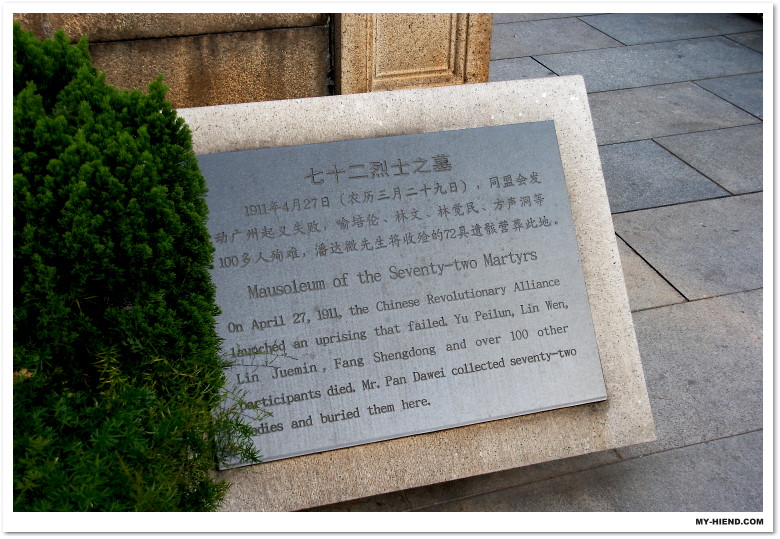 七十二烈士之墓
1911年4月27日（农历三月二十九日），同盟会发
动广州起义失败，喻培伦、林文、林觉民、方声洞等
100多人殉难，潘达微先生将收殓的72具遗骸营葬此地。
Mausoleum of the Seventy-two Martyrs
On April 27, 1911, the Chinese Revolutionary Alliance
launched an uprising that failed. Yu Peilun, Lin Wen,
Lin Juemin, Fang Shengdong and over 100 other
participants died. Mr. Pan Dawei collected seventy-two
bodies and buried them here.
MY-HIEND.COM